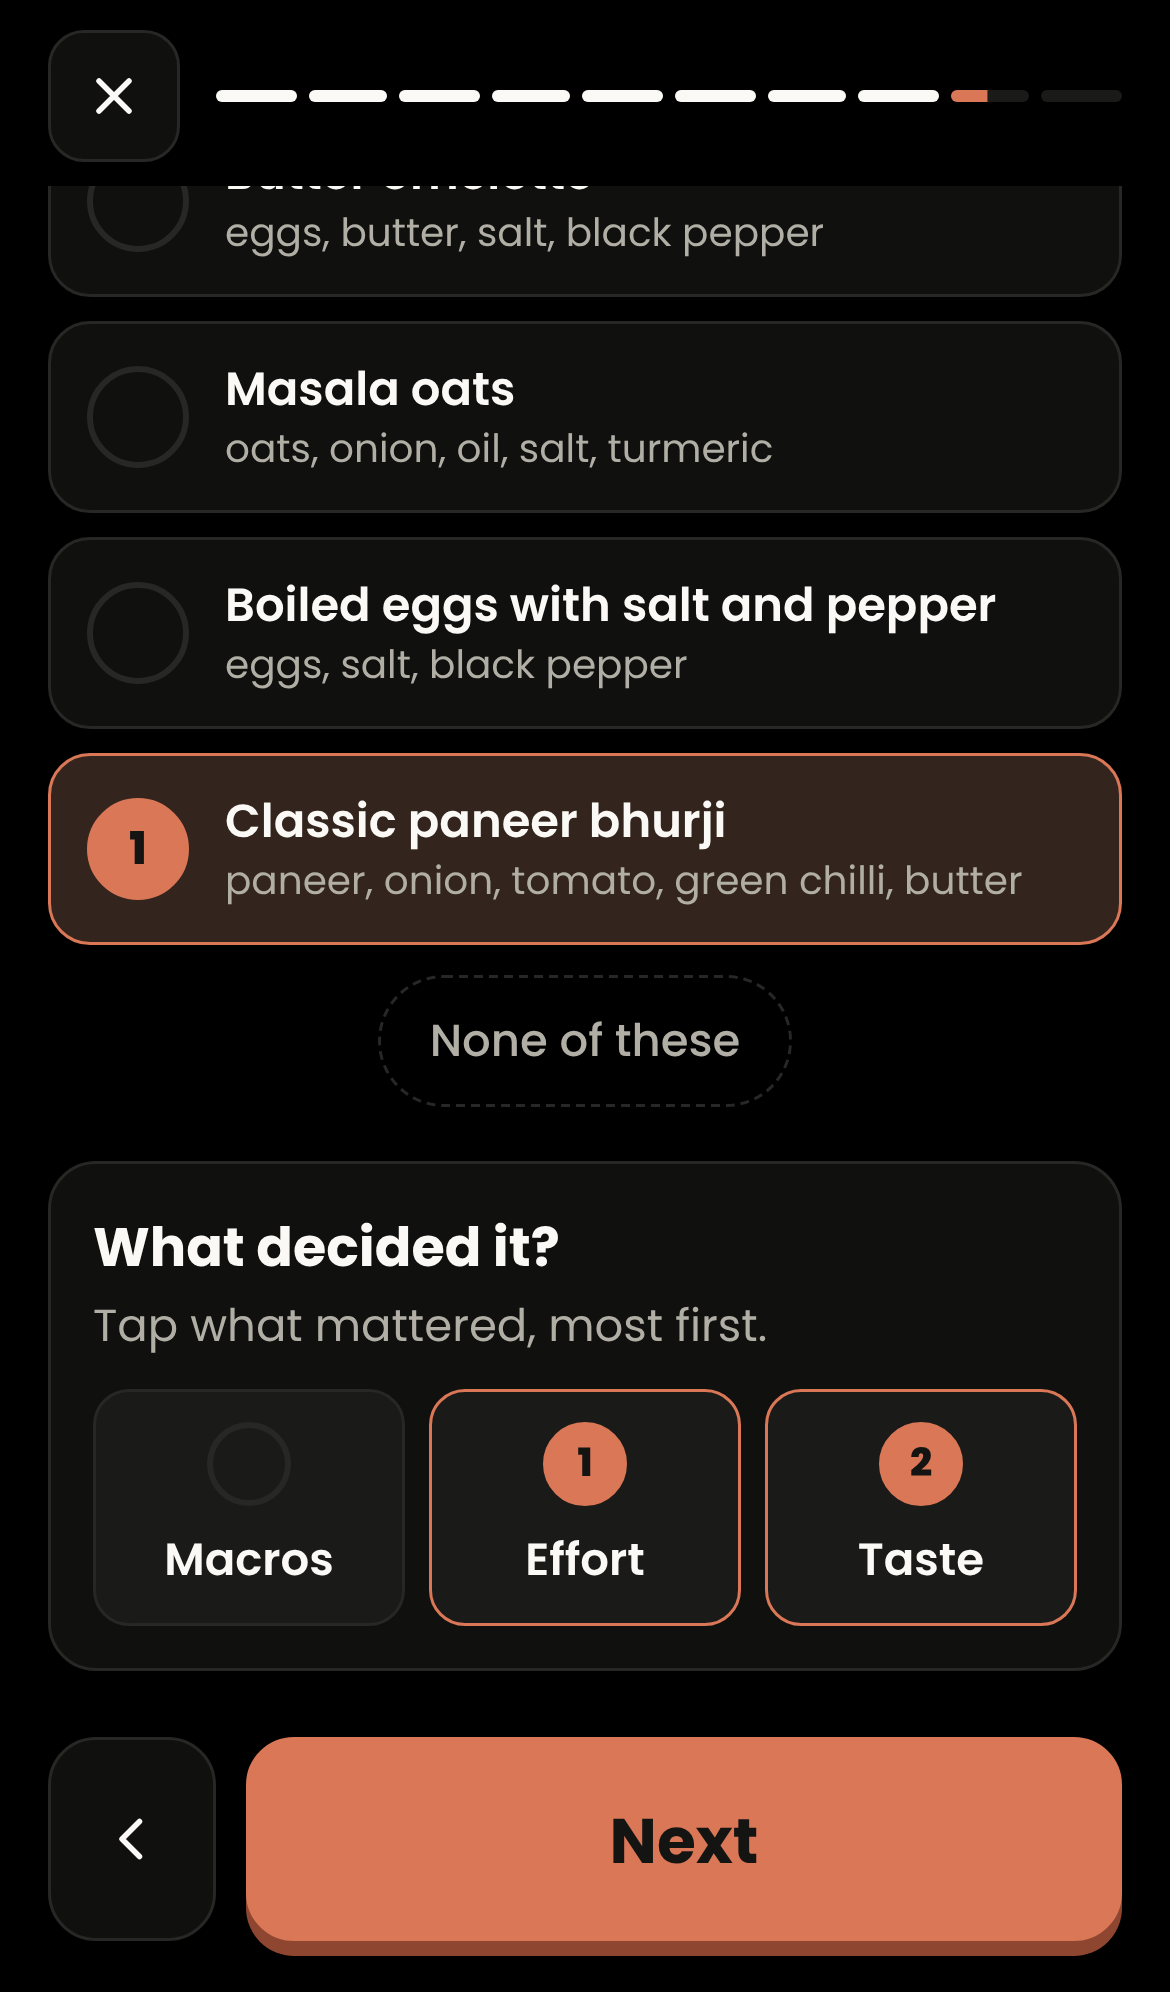 eggs, butter, salt, black pepper
Masala oats
oats, onion, oil, salt, turmeric
Boiled eggs with salt and pepper
eggs, salt, black pepper
1
Classic paneer bhurji
paneer, onion, tomato, green chilli, butter
None of these
What decided it?
Tap what mattered, most first.
1
2
Macros
Effort
Taste
Next